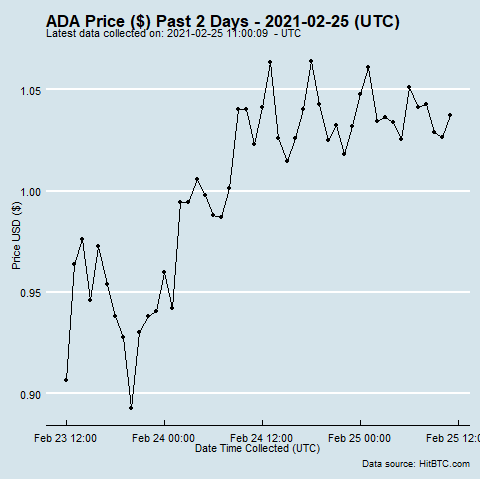 ADA Price ($) Past 2 Days - 2021-02-25 (UTC)
Latest data collected on: 2021-02-25 11:00:09 - UTC
1.05
1.00
0.95
0.90
Price USD ($)
Feb 23 12:00 Feb 24 00:00 Feb 24 12:00 Feb 25 00:00 Feb 25 12:
Date Time Collected (UTC)
Data source: HitBTC.com